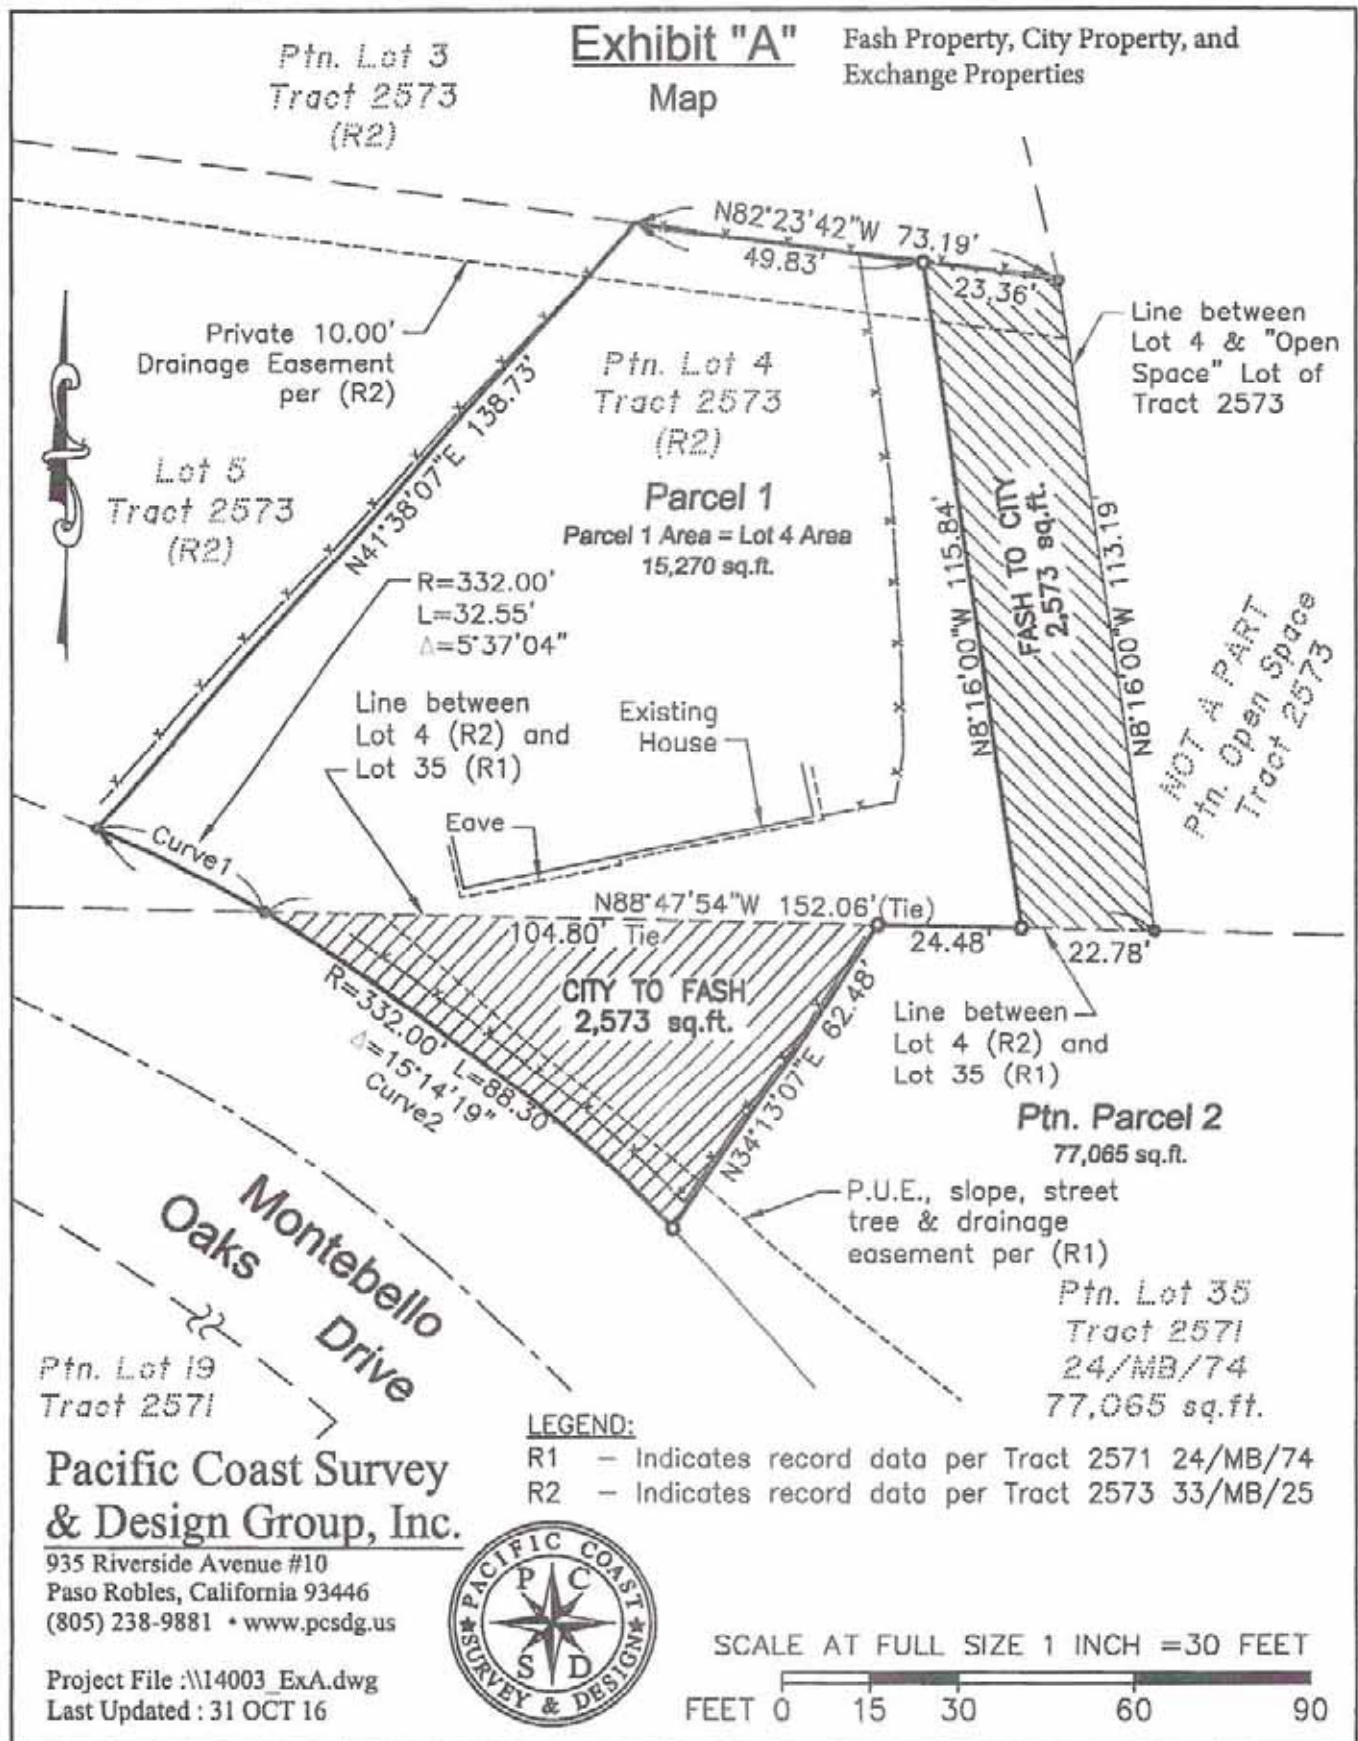 Exhibit "A"
Map
Fash Property, City Property, and
Exchange Properties
Ptn. Lot 3
Tract 2573
(R2)
N82°23'42"W 73.19'
49.83'
23.36'
Private 10.00'
Drainage Easement
per (R2)
Line between
Lot 4 & "Open
Space" Lot of
Tract 2573
Ptn. Lot 4
Tract 2573
(R2)
Lot 5
Tract 2573
(R2)
N41°38'07"E 138.73'
Parcel 1
Parcel 1 Area = Lot 4 Area
15,270 sq.ft.
N8°16'00"W 115.84'
FASH TO CITY
2,573 sq.ft.
N8°16'00"W 113.19'
NOT A PART
Ptn. Open Space
Tract 2573
R=332.00'
L=32.55'
Δ=5°37'04"
Line between
Lot 4 (R2) and
Lot 35 (R1)
Existing
House
Eave
Curve1
N88°47'54"W 152.06'(Tie)
104.80' Tie
24.48'
22.78'
CITY TO FASH
2,573 sq.ft.
R=332.00' L=88.30'
Δ=15°14'19"
Curve2
N34°13'07"E 62.48'
Line between
Lot 4 (R2) and
Lot 35 (R1)
Ptn. Parcel 2
77,065 sq.ft.
P.U.E., slope, street
tree & drainage
easement per (R1)
Montebello
Oaks Drive
Ptn. Lot 35
Tract 2571
24/MB/74
77,065 sq.ft.
Ptn. Lot 19
Tract 2571
LEGEND:
R1 – Indicates record data per Tract 2571 24/MB/74
R2 – Indicates record data per Tract 2573 33/MB/25
Pacific Coast Survey
& Design Group, Inc.
935 Riverside Avenue #10
Paso Robles, California 93446
(805) 238-9881 • www.pcsdg.us
Project File :\\14003_ExA.dwg
Last Updated : 31 OCT 16
PACIFIC COAST
SURVEY & DESIGN
P C
S D
SCALE AT FULL SIZE 1 INCH =30 FEET
FEET 0 15 30 60 90